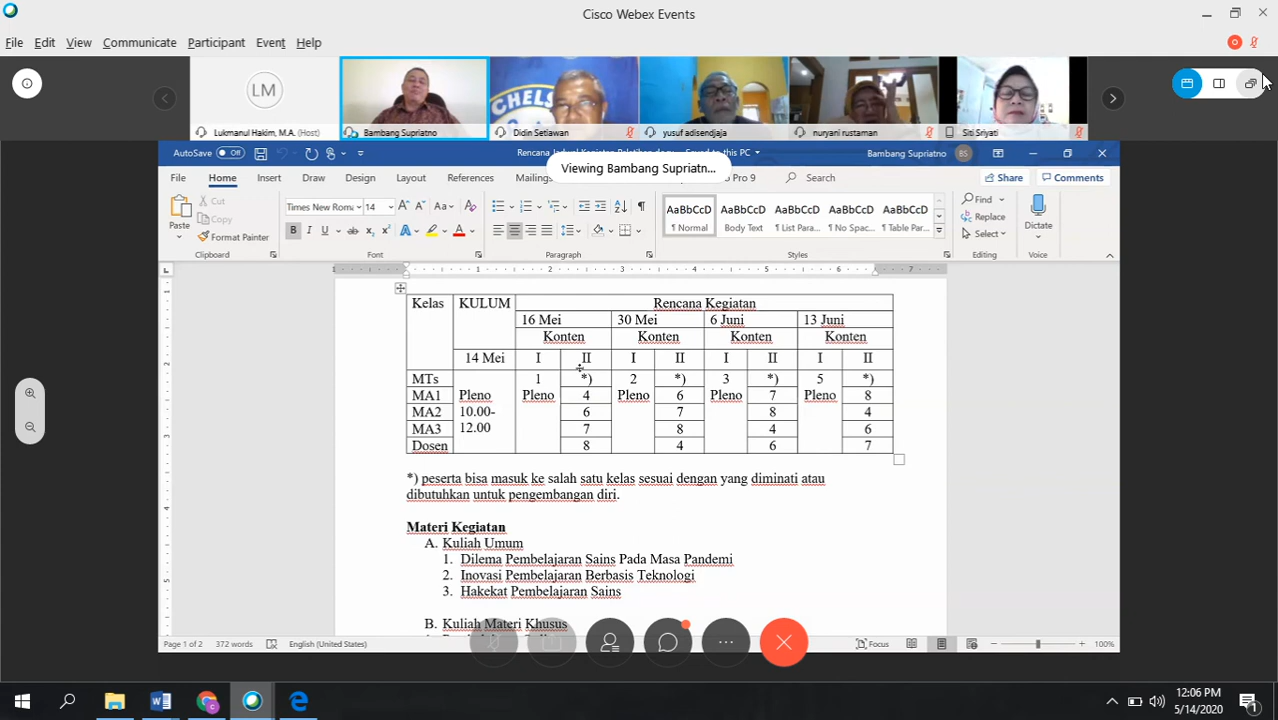 Cisco Webex Events
File Edit View Communicate Participant Event Help
LM
Lukmanul Hakim, M.A. (Host)
Bambang Supriatno
CHELS
Didin Setiawan
yusuf adisendjaja
nuryani rustaman
Siti Sriyati
AutoSave Off
Saved to this PC
Bambang Supriatno BS
Viewing Bambang Supriatn...
File Home Insert Draw Design Layout References Mailings Pro 9 Search Share Comments
Paste
Cut
Copy
Format Painter
Times New Roma 14
AaBbCcD AaBbCcD AaBbCcD AaBbCcD AaBbCcD
¶ Normal Body Text ¶ List Para... ¶ No Spac... ¶ Table Par...
Find
Replace
Select
Dictate
Clipboard Font Paragraph Styles Editing Voice
Kelas KULUM Rencana Kegiatan
16 Mei 30 Mei 6 Juni 13 Juni
Konten Konten Konten Konten
14 Mei I II I II I II I II
MTs 1 *) 2 *) 3 *) 5 *)
MA1 Pleno Pleno 4 Pleno 6 Pleno 7 Pleno 8
MA2 10.00- 6 7 8 4
MA3 12.00 7 8 4 6
Dosen 8 4 6 7
*) peserta bisa masuk ke salah satu kelas sesuai dengan yang diminati atau
dibutuhkan untuk pengembangan diri.
Materi Kegiatan
A. Kuliah Umum
1. Dilema Pembelajaran Sains Pada Masa Pandemi
2. Inovasi Pembelajaran Berbasis Teknologi
3. Hakekat Pembelajaran Sains
B. Kuliah Materi Khusus
Page 1 of 2 372 words English (United States) Focus 100%
12:06 PM
5/14/2020